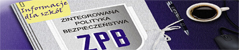 informacje
dla szkół
ZINTEGROWANA
POLITYKA
BEZPIECZEŃSTWA
ZPB